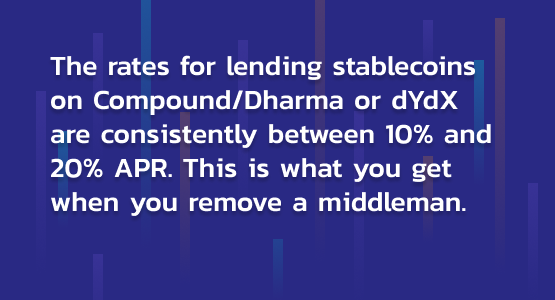 The rates for lending stablecoins
on Compound/Dharma or dYdX
are consistently between 10% and
20% APR. This is what you get
when you remove a middleman.